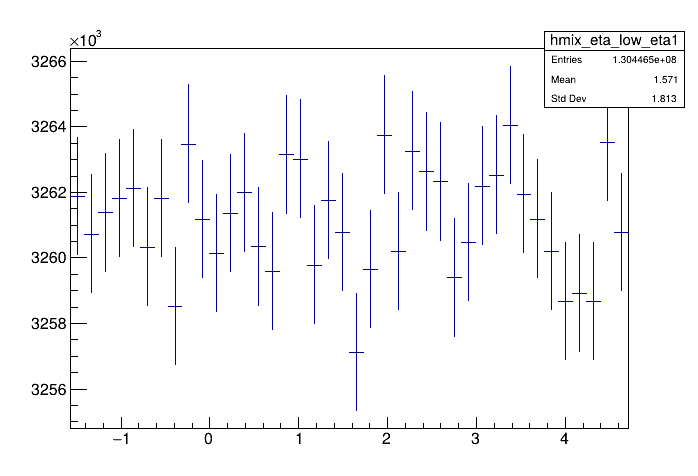 ×10³
hmix_eta_low_eta1
Entries 1.304465e+08
Mean 1.571
Std Dev 1.813
3266
3264
3262
3260
3258
3256
−1 0 1 2 3 4